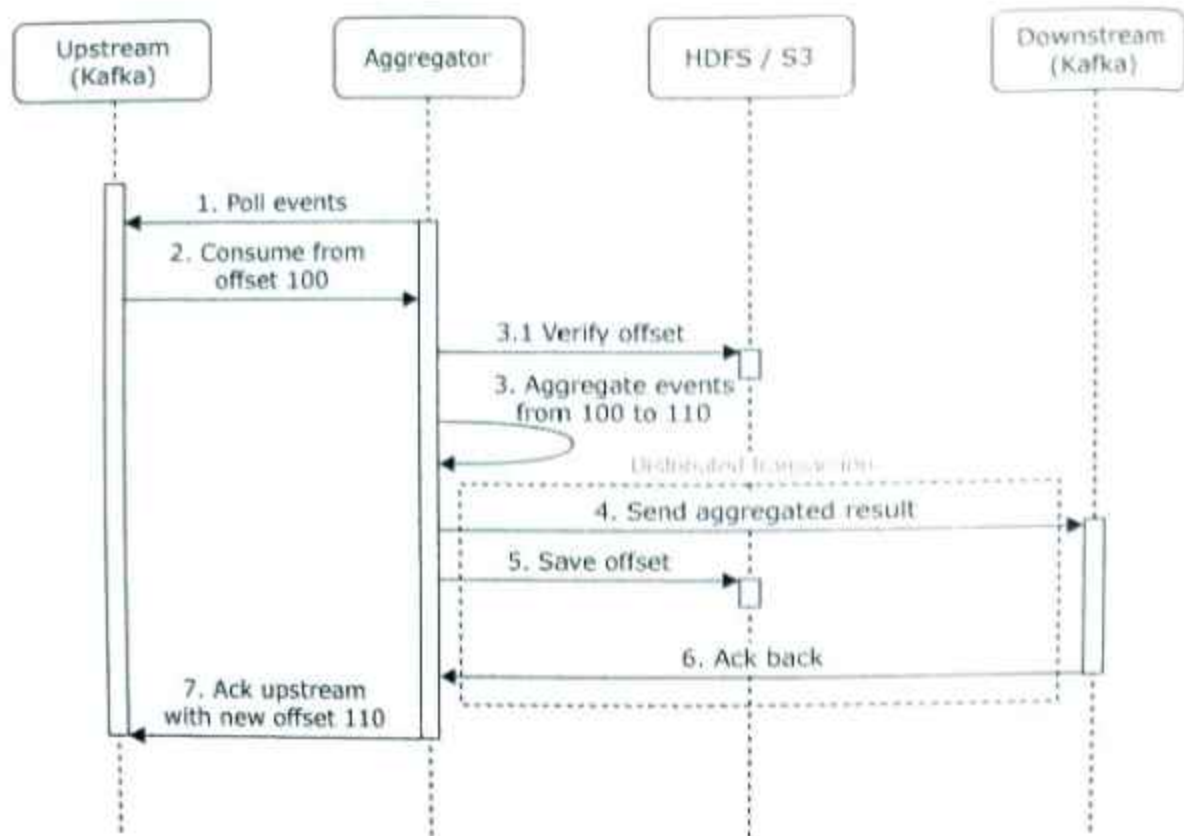 Upstream
(Kafka)
Aggregator
HDFS / S3
Downstream
(Kafka)
1. Poll events
2. Consume from
offset 100
3.1 Verify offset
3. Aggregate events
from 100 to 110
Distributed transaction
4. Send aggregated result
5. Save offset
6. Ack back
7. Ack upstream
with new offset 110